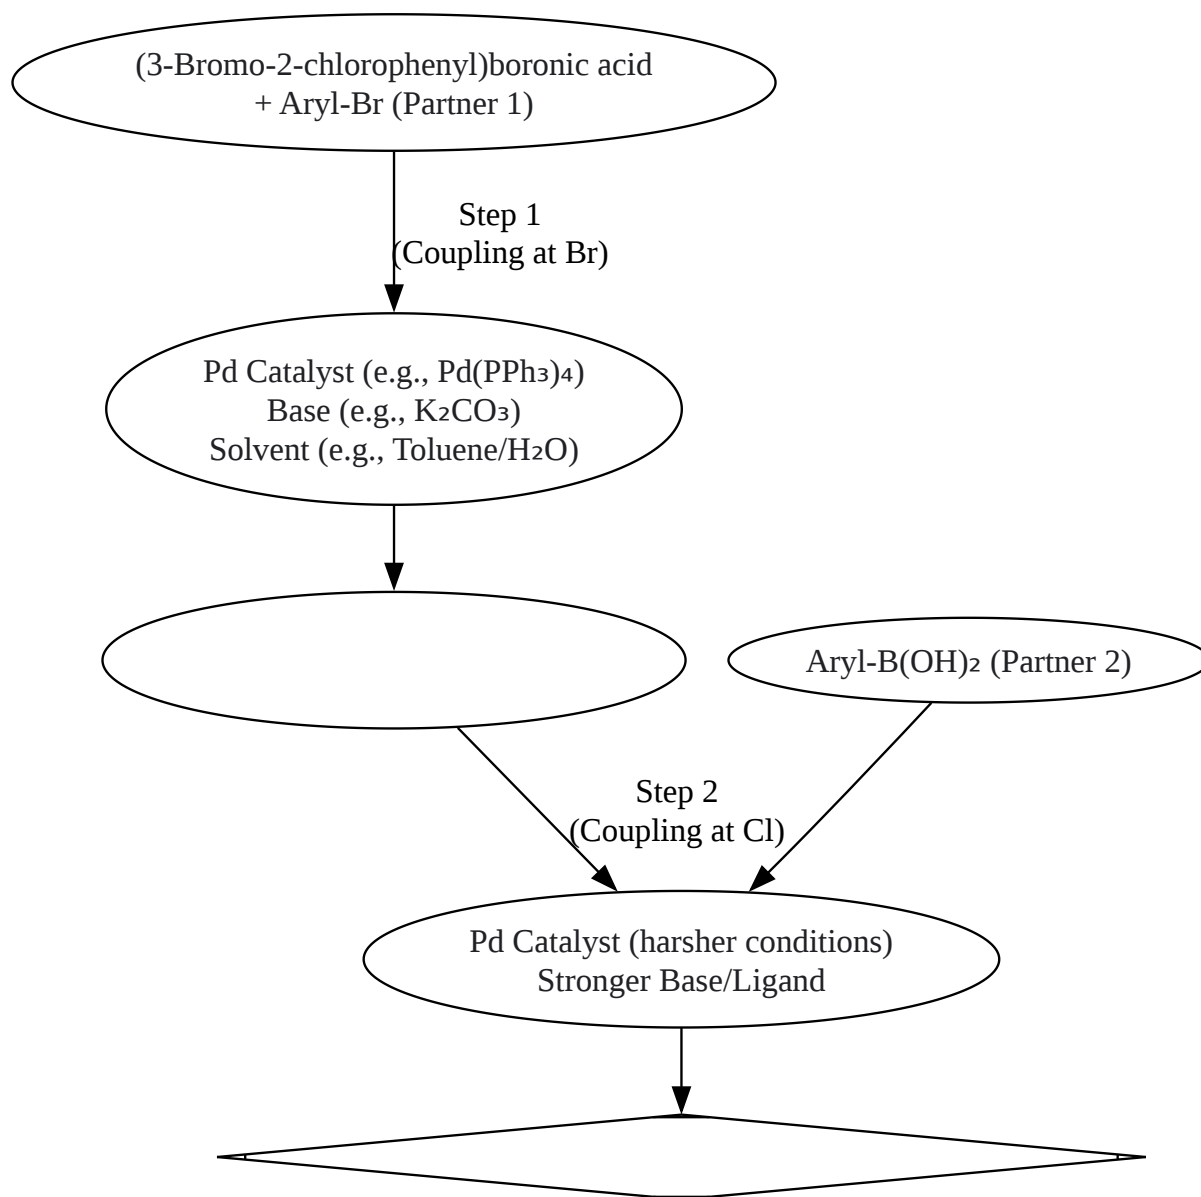 (3-Bromo-2-chlorophenyl)boronic acid
+ Aryl-Br (Partner 1)
Step 1
(Coupling at Br)
Pd Catalyst (e.g., Pd(PPh₃)₄)
Base (e.g., K₂CO₃)
Solvent (e.g., Toluene/H₂O)
Aryl-B(OH)₂ (Partner 2)
Step 2
(Coupling at Cl)
Pd Catalyst (harsher conditions)
Stronger Base/Ligand